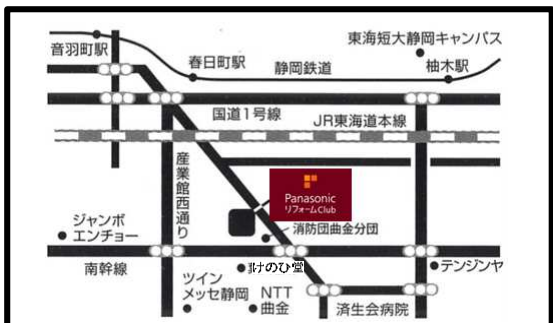 音羽町駅
春日町駅
静岡鉄道
東海短大静岡キャンパス
柚木駅
国道1号線
JR東海道本線
産業館西通り
Panasonic
リフォームClub
消防団曲金分団
ジャンボ
エンチョー
南幹線
けのひ堂
テンジンヤ
ツイン
メッセ静岡
NTT
曲金
済生会病院